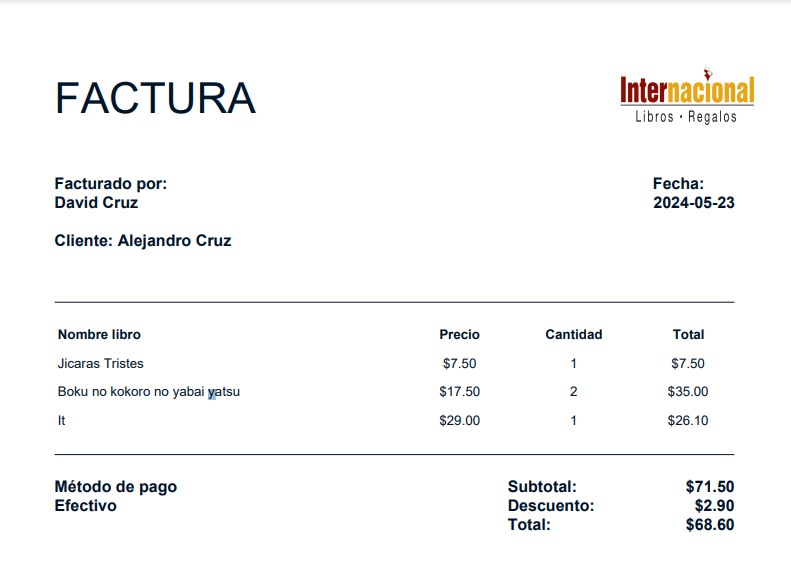 FACTURA
Internacional
Libros • Regalos
Facturado por:
David Cruz
Fecha:
2024-05-23
Cliente: Alejandro Cruz
Nombre libro Precio Cantidad Total
Jicaras Tristes $7.50 1 $7.50
Boku no kokoro no yabai yatsu $17.50 2 $35.00
It $29.00 1 $26.10
Método de pago
Efectivo
Subtotal: $71.50
Descuento: $2.90
Total: $68.60